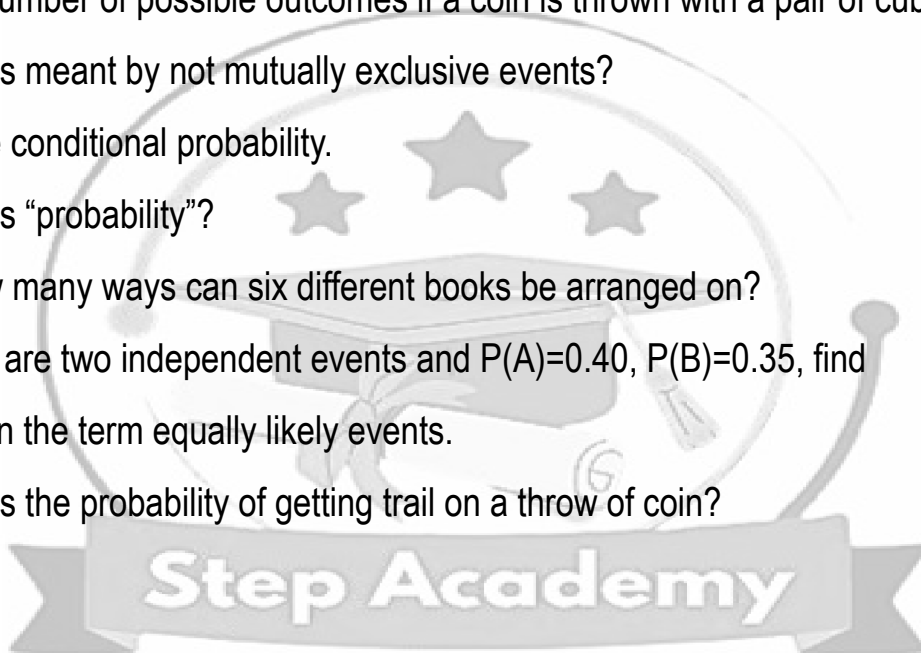 umber of possible outcomes if a coin is thrown with a pair of cub
s meant by not mutually exclusive events?
conditional probability.
s “probability”?
many ways can six different books be arranged on?
are two independent events and P(A)=0.40, P(B)=0.35, find
n the term equally likely events.
s the probability of getting trail on a throw of coin?
Step Academy